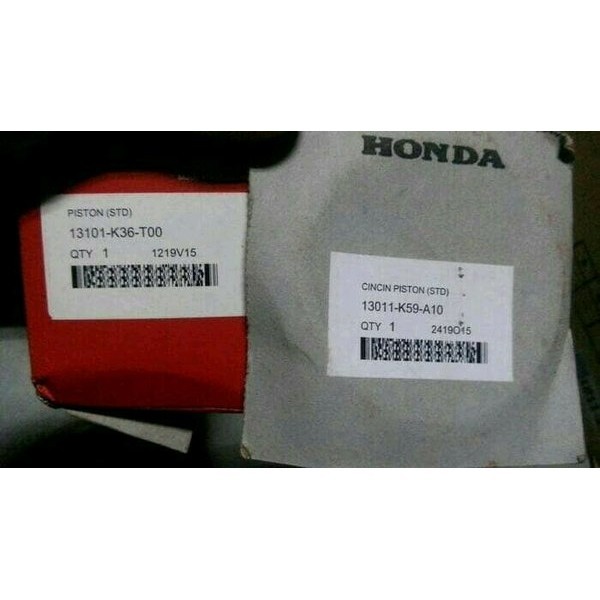 PISTON (STD)
13101-K36-T00
QTY 1 1219V15
HONDA
CINCIN PISTON (STD)
13011-K59-A10
QTY 1 2419O15